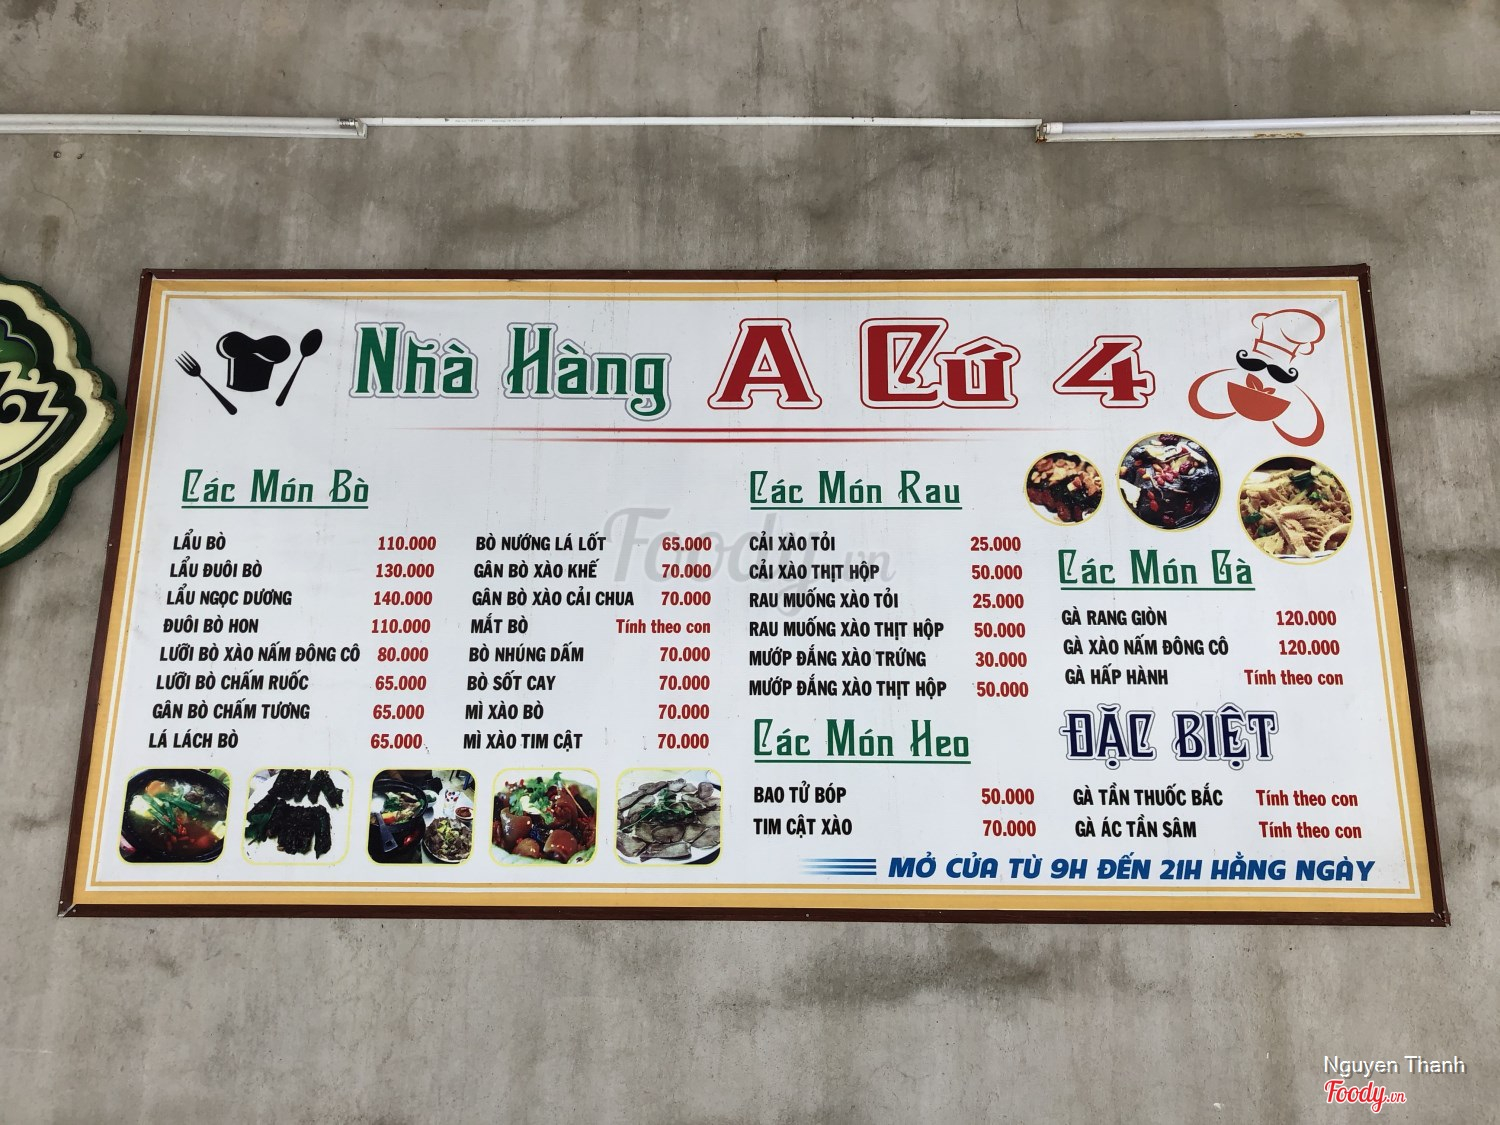 Nhà Hàng A Cứ 4
Các Món Bò
LẨU BÒ 110.000
LẨU ĐUÔI BÒ 130.000
LẨU NGỌC DƯƠNG 140.000
ĐUÔI BÒ HON 110.000
LƯỠI BÒ XÀO NẤM ĐÔNG CÔ 80.000
LƯỠI BÒ CHẤM RUỐC 65.000
GÂN BÒ CHẤM TƯƠNG 65.000
LÁ LÁCH BÒ 65.000
BÒ NƯỚNG LÁ LỐT 65.000
GÂN BÒ XÀO KHẾ 70.000
GÂN BÒ XÀO CẢI CHUA 70.000
MẮT BÒ Tính theo con
BÒ NHÚNG DẤM 70.000
BÒ SỐT CAY 70.000
MÌ XÀO BÒ 70.000
MÌ XÀO TIM CẬT 70.000
Các Món Rau
CẢI XÀO TỎI 25.000
CẢI XÀO THỊT HỘP 50.000
RAU MUỐNG XÀO TỎI 25.000
RAU MUỐNG XÀO THỊT HỘP 50.000
MƯỚP ĐẮNG XÀO TRỨNG 30.000
MƯỚP ĐẮNG XÀO THỊT HỘP 50.000
Các Món Heo
BAO TỬ BÓP 50.000
TIM CẬT XÀO 70.000
Các Món Gà
GÀ RANG GIÒN 120.000
GÀ XÀO NẤM ĐÔNG CÔ 120.000
GÀ HẤP HÀNH Tính theo con
ĐẶC BIỆT
GÀ TẦN THUỐC BẮC Tính theo con
GÀ ÁC TẦN SÂM Tính theo con
MỞ CỬA TỪ 9H ĐẾN 21H HẰNG NGÀY
Foody.vn
Nguyen Thanh
Foody.vn